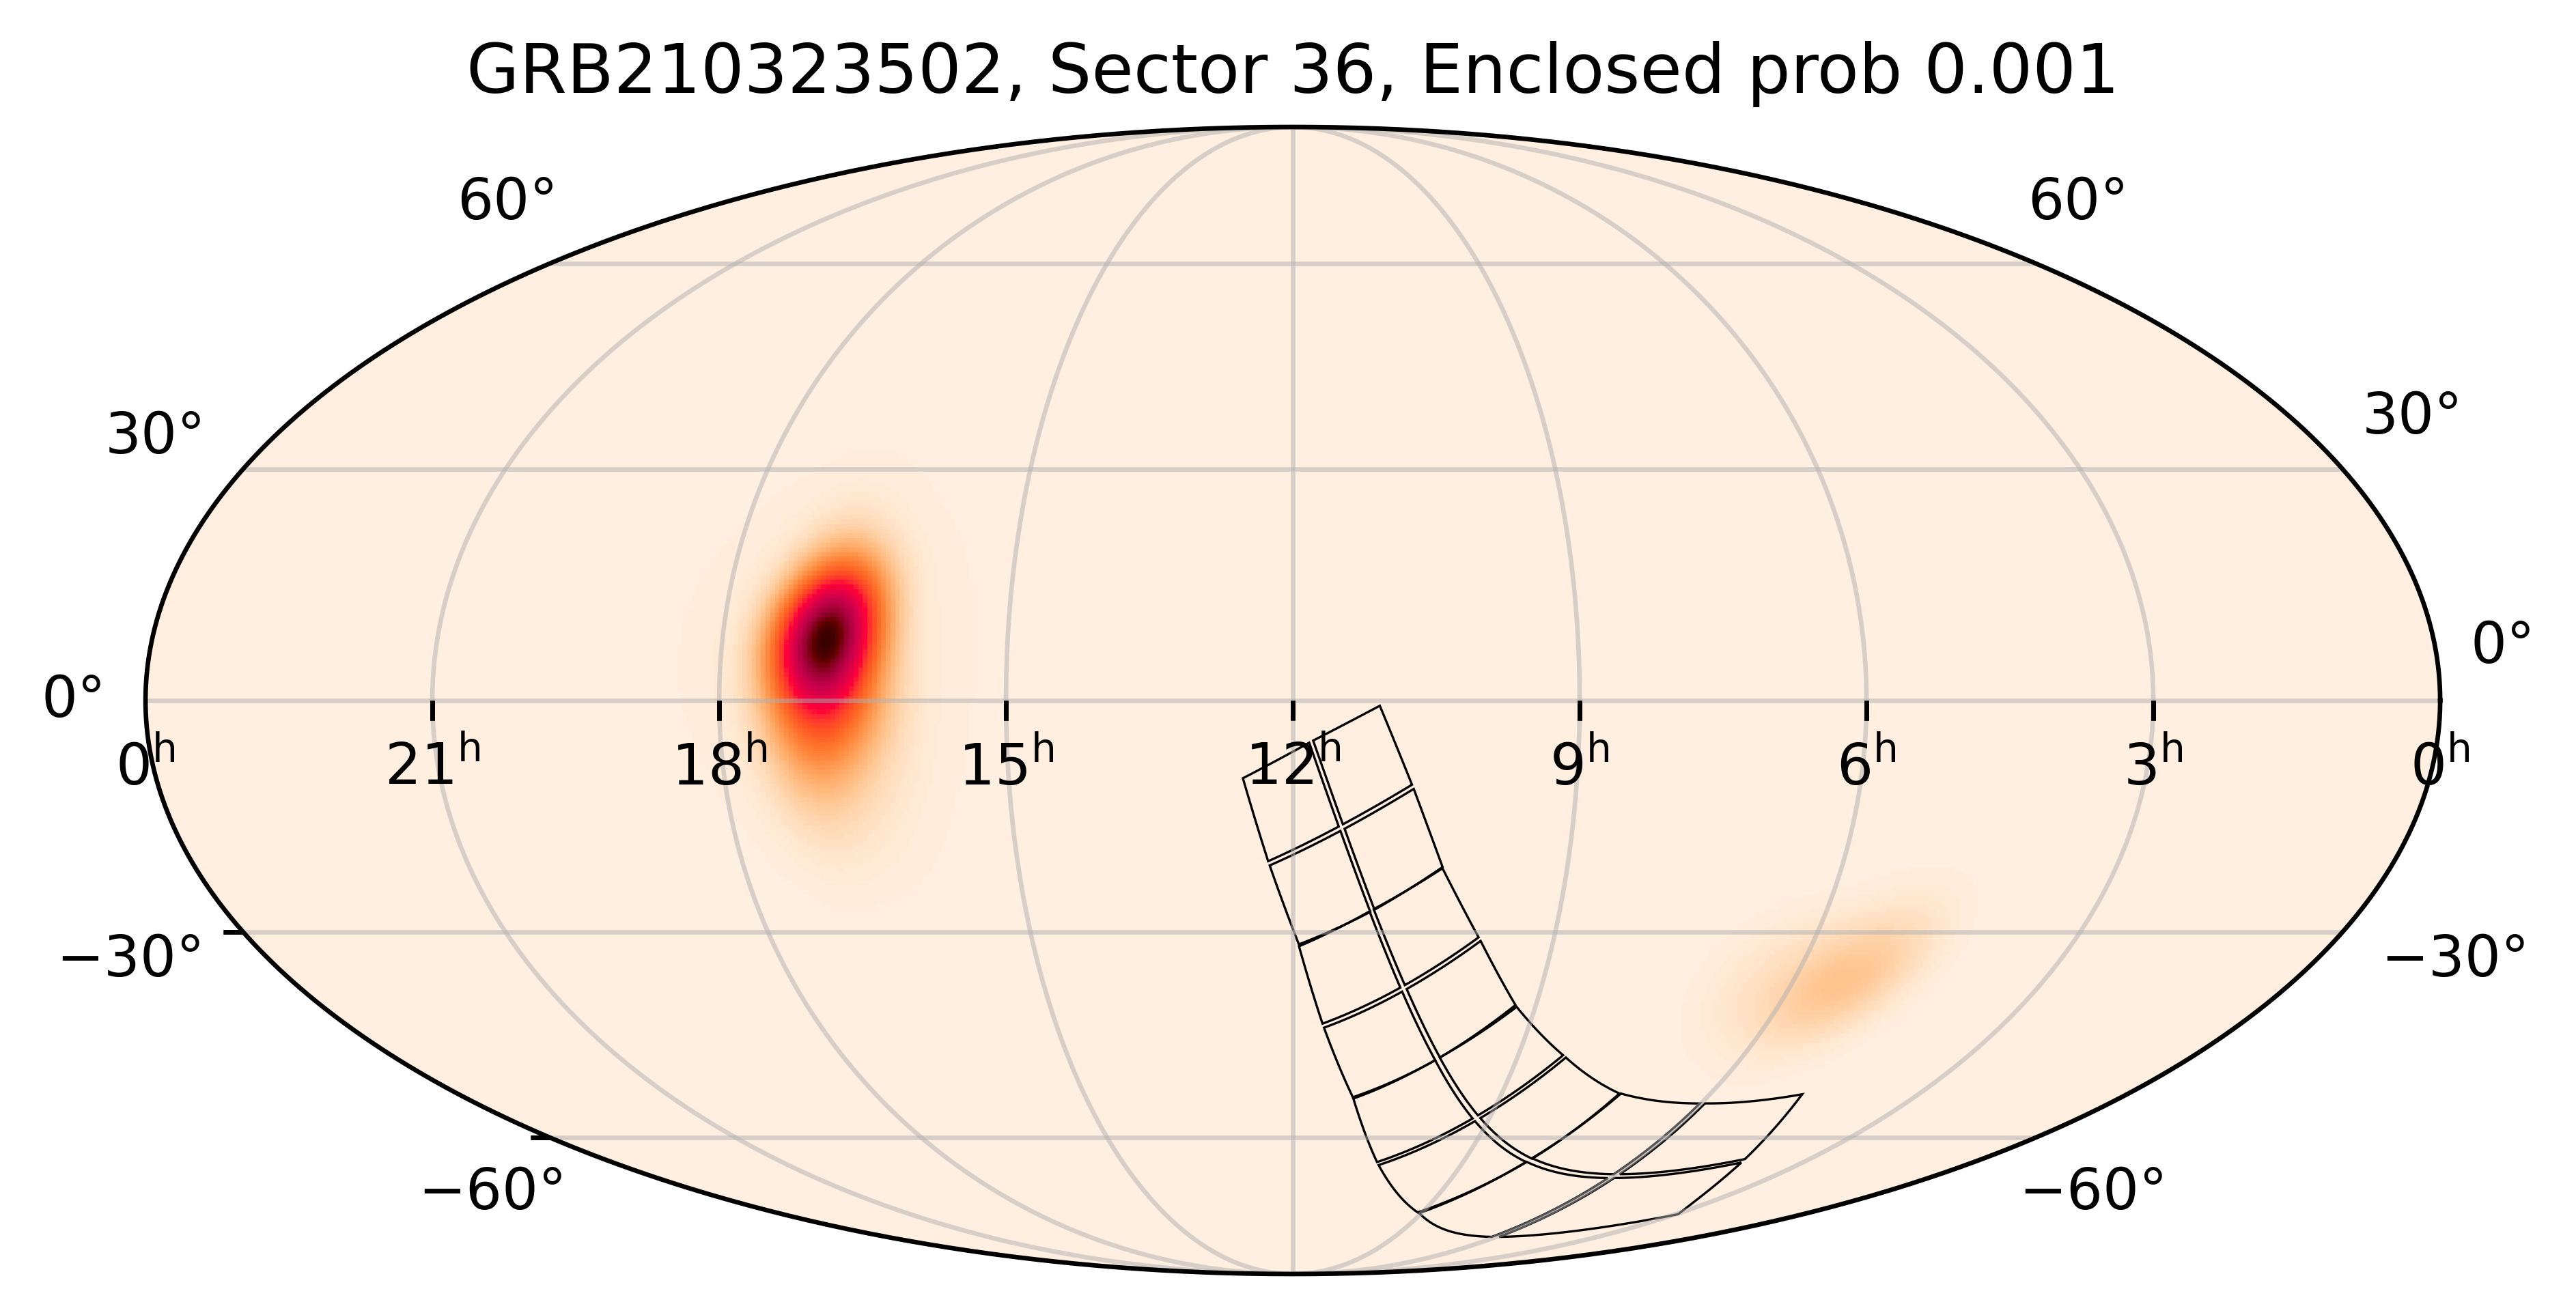 GRB210323502, Sector 36, Enclosed prob 0.001
60° 60°
30° 30°
0° 0°
0h 21h 18h 15h 12h 9h 6h 3h 0h
−30° −30°
−60° −60°